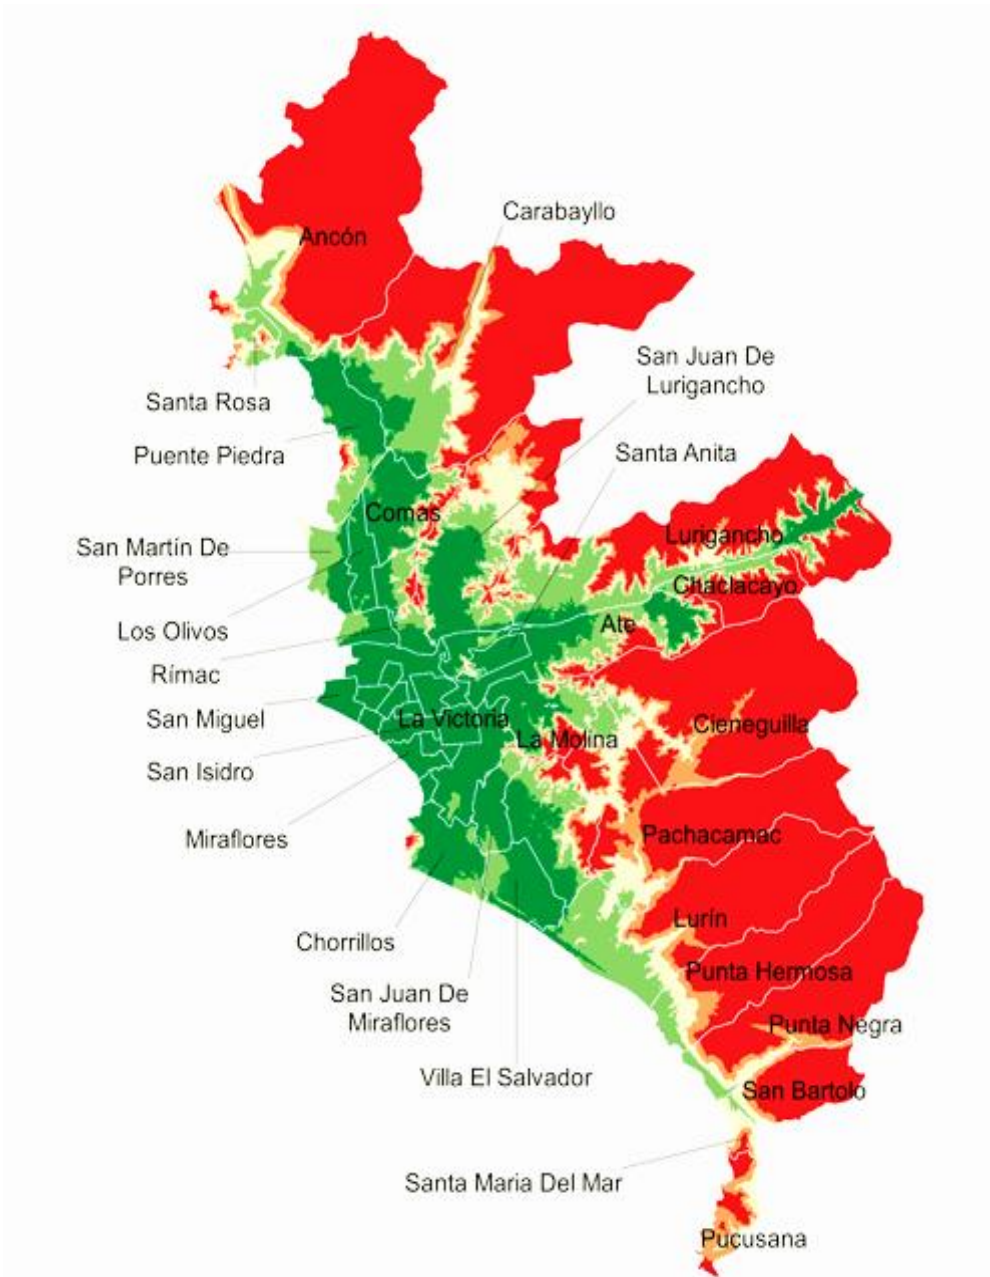 Carabayllo
Ancón
San Juan De
Lurigancho
Santa Rosa
Puente Piedra
Santa Anita
Comas
Lurigancho
San Martín De
Porres
Chaclacayo
Los Olivos
Ate
Rímac
San Miguel
La Victoria
Cieneguilla
La Molina
San Isidro
Miraflores
Pachacamac
Lurín
Chorrillos
Punta Hermosa
San Juan De
Miraflores
Punta Negra
Villa El Salvador
San Bartolo
Santa Maria Del Mar
Pucusana